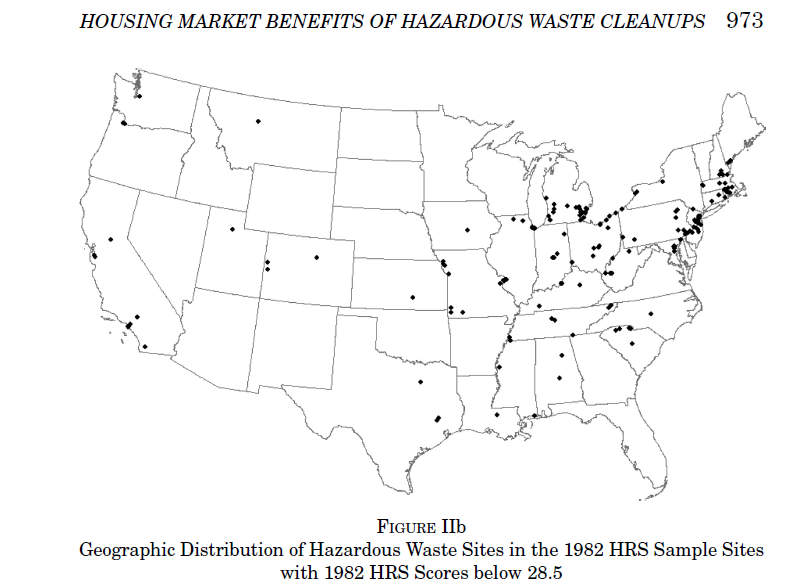 HOUSING MARKET BENEFITS OF HAZARDOUS WASTE CLEANUPS 973
FIGURE IIb
Geographic Distribution of Hazardous Waste Sites in the 1982 HRS Sample Sites
with 1982 HRS Scores below 28.5